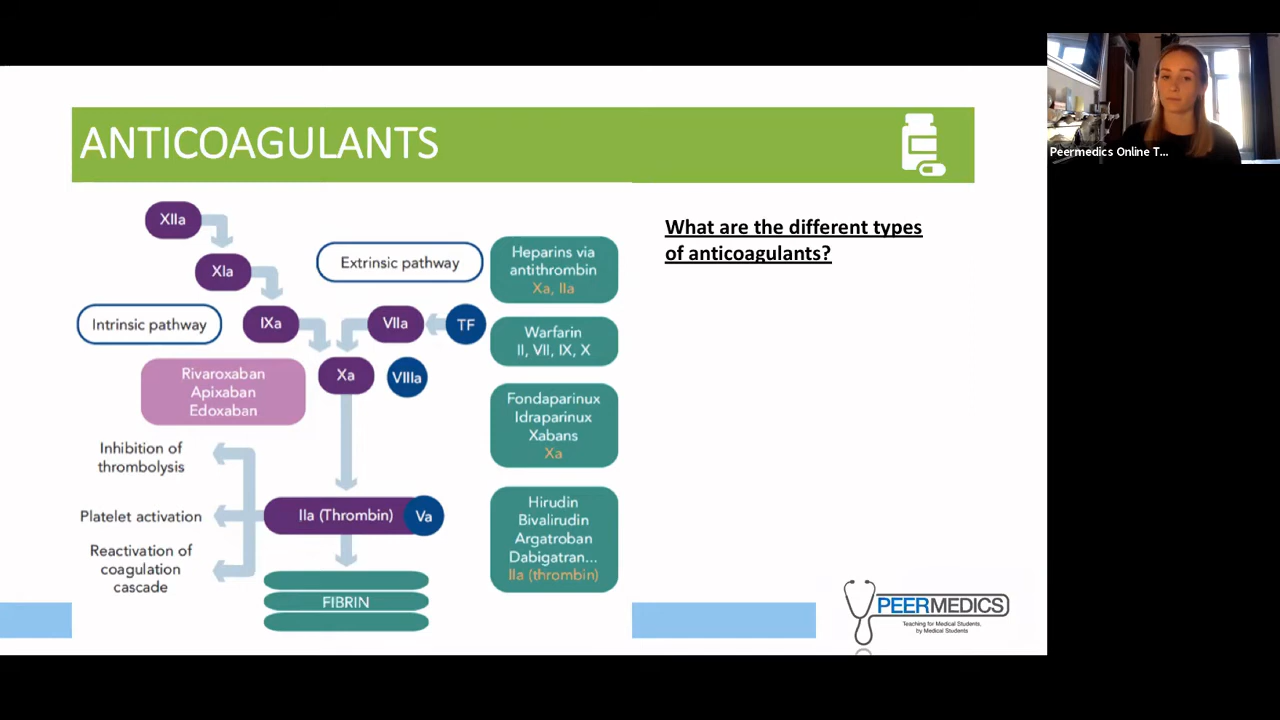 ANTICOAGULANTS
Peermedics Online T...
XIIa
XIa
Extrinsic pathway
Intrinsic pathway
IXa
VIIa
TF
Rivaroxaban
Apixaban
Edoxaban
Xa
VIIIa
Inhibition of
thrombolysis
Platelet activation
Reactivation of
coagulation
cascade
IIa (Thrombin)
Va
FIBRIN
Heparins via
antithrombin
Xa, IIa
Warfarin
II, VII, IX, X
Fondaparinux
Idraparinux
Xabans
Xa
Hirudin
Bivalirudin
Argatroban
Dabigatran...
IIa (thrombin)
What are the different types
of anticoagulants?
PEERMEDICS
Teaching for Medical Students,
by Medical Students